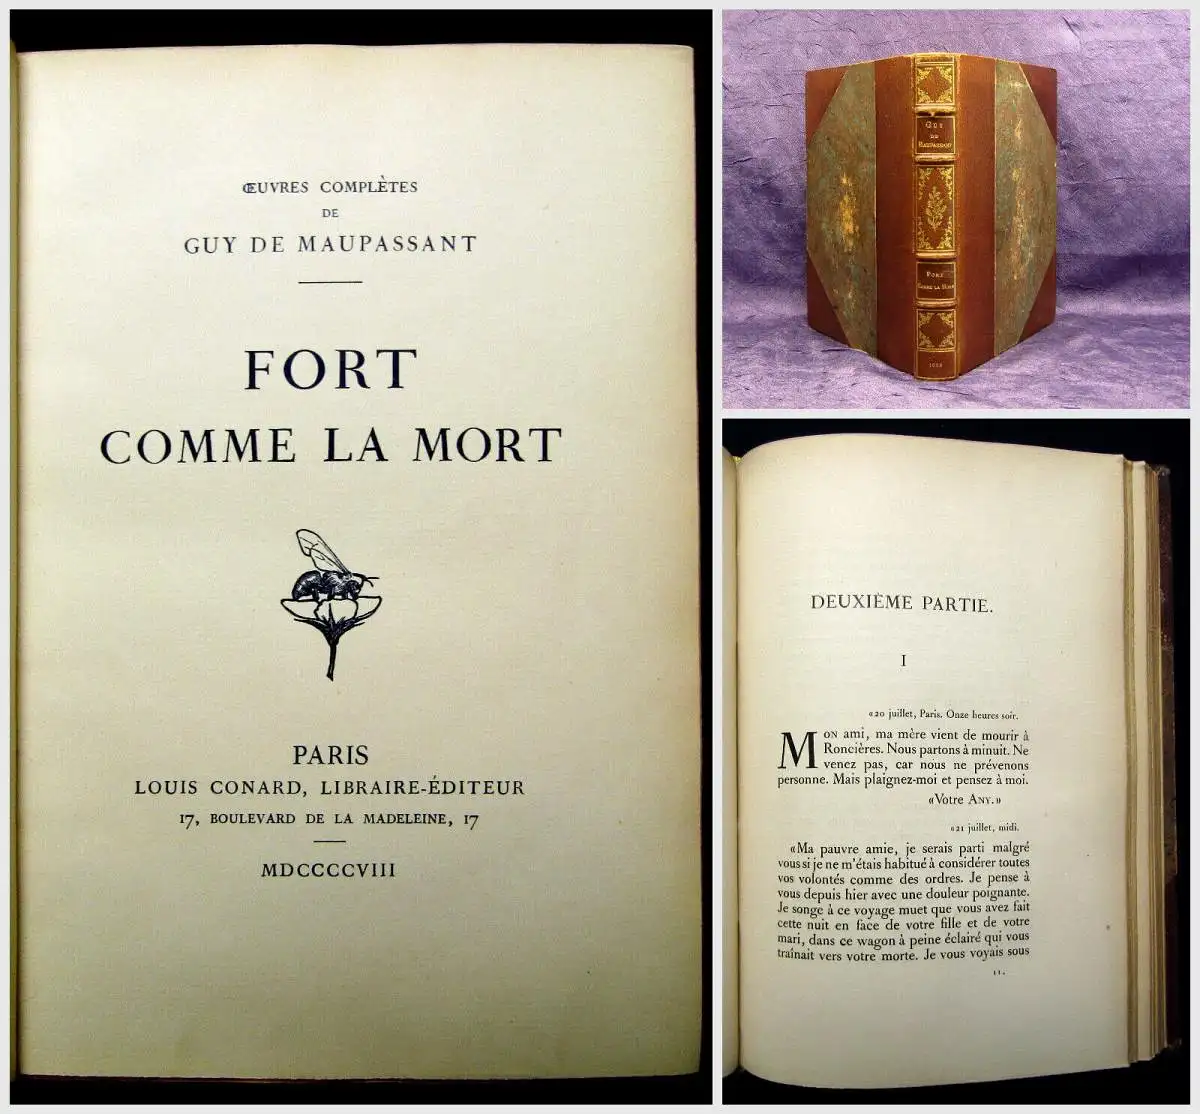 ŒUVRES COMPLÈTES
DE
GUY DE MAUPASSANT
FORT
COMME LA MORT
PARIS
LOUIS CONARD, LIBRAIRE-ÉDITEUR
17, BOULEVARD DE LA MADELEINE, 17
MDCCCCVIII
GUY
DE
MAUPASSANT
FORT
COMME LA MORT
1908
DEUXIÈME PARTIE.
I
«20 juillet, Paris. Onze heures soir.
MON ami, ma mère vient de mourir à
Roncières. Nous partons à minuit. Ne
venez pas, car nous ne prévenons
personne. Mais plaignez-moi et pensez à moi.
«Votre ANY.»
«21 juillet, midi.
«Ma pauvre amie, je serais parti malgré
vous si je ne m'étais habitué à considérer toutes
vos volontés comme des ordres. Je pense à
vous depuis hier avec une douleur poignante.
Je songe à ce voyage muet que vous avez fait
cette nuit en face de votre fille et de votre
mari, dans ce wagon à peine éclairé qui vous
traînait vers votre morte. Je vous voyais sous
11.